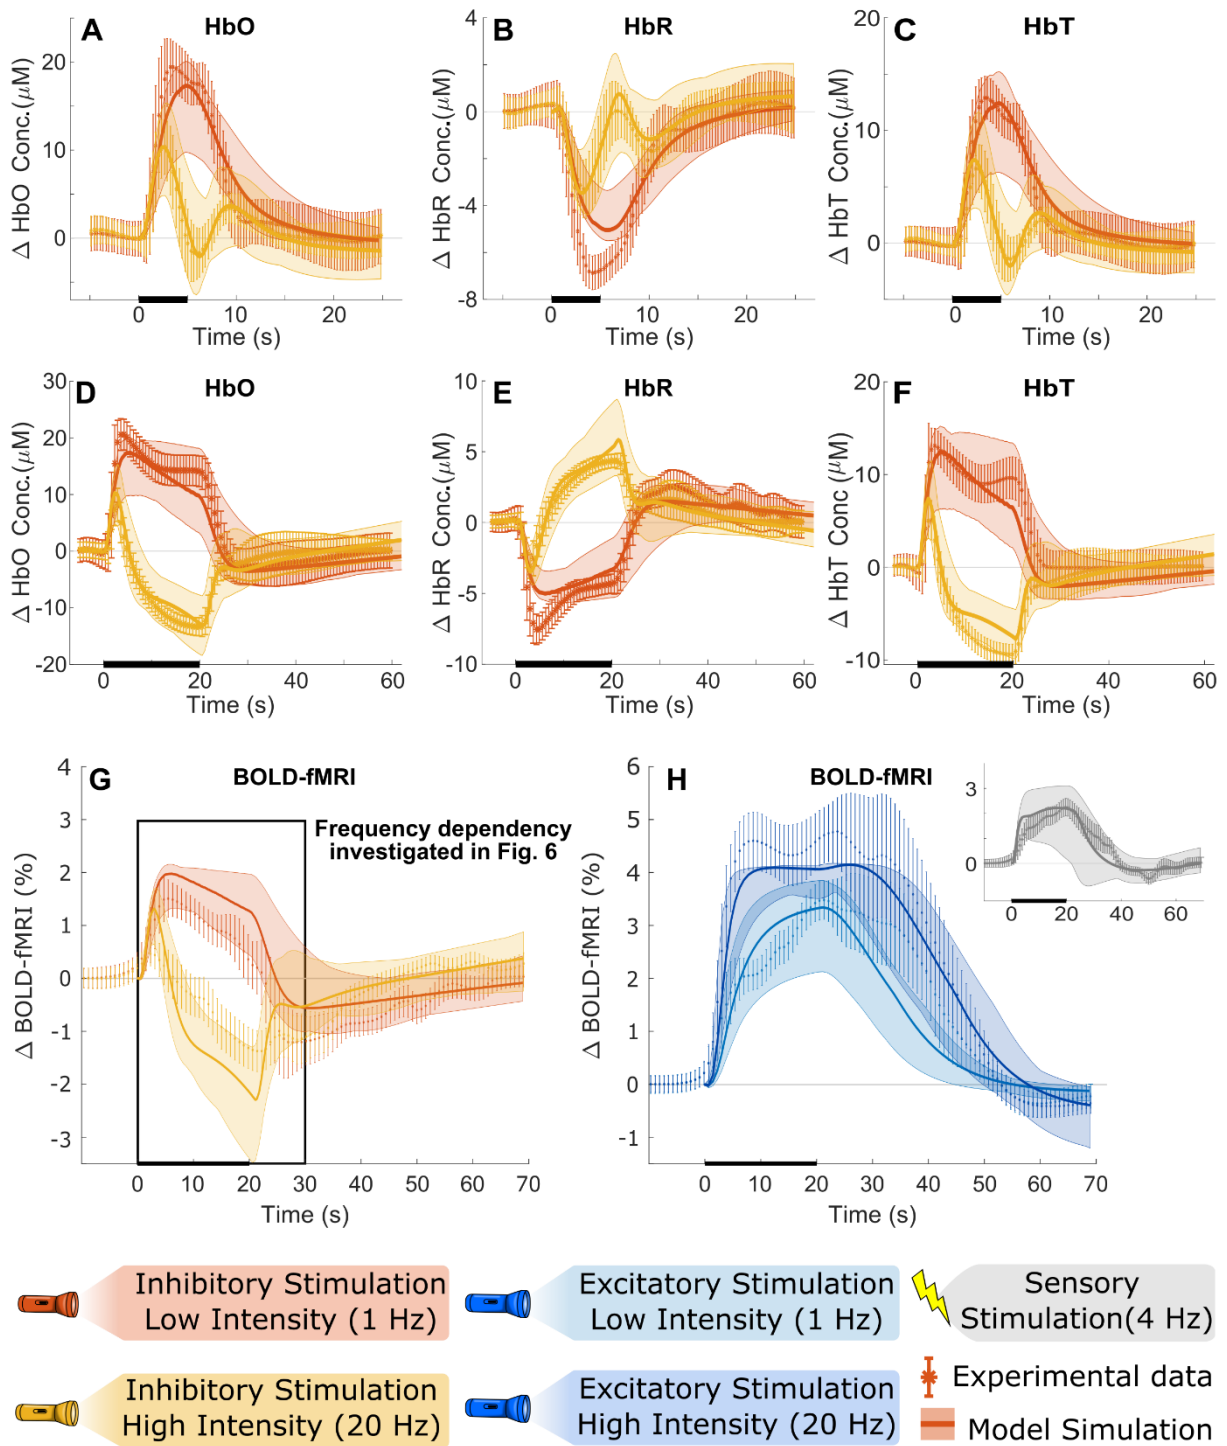 A HbO
Δ HbO Conc.(μM)
20
10
0
0 10 20
Time (s)
B HbR
Δ HbR Conc.(μM)
4
0
-4
-8
0 10 20
Time (s)
C HbT
Δ HbT Conc.(μM)
20
10
0
0 10 20
Time (s)
D HbO
Δ HbO Conc.(μM)
30
20
10
0
-10
-20
0 20 40 60
Time (s)
E HbR
Δ HbR Conc.(μM)
10
5
0
-5
-10
0 20 40 60
Time (s)
F HbT
Δ HbT Conc (μM)
20
10
0
-10
0 20 40 60
Time (s)
G BOLD-fMRI
Δ BOLD-fMRI (%)
4
3
2
1
0
-1
-2
-3
Frequency dependency
investigated in Fig. 6
0 10 20 30 40 50 60 70
Time (s)
H BOLD-fMRI
Δ BOLD-fMRI (%)
6
5
4
3
2
1
0
-1
0 10 20 30 40 50 60 70
Time (s)
3
0
0 20 40 60
Inhibitory Stimulation
Low Intensity (1 Hz)
Excitatory Stimulation
Low Intensity (1 Hz)
Sensory
Stimulation(4 Hz)
Inhibitory Stimulation
High Intensity (20 Hz)
Excitatory Stimulation
High Intensity (20 Hz)
Experimental data
Model Simulation